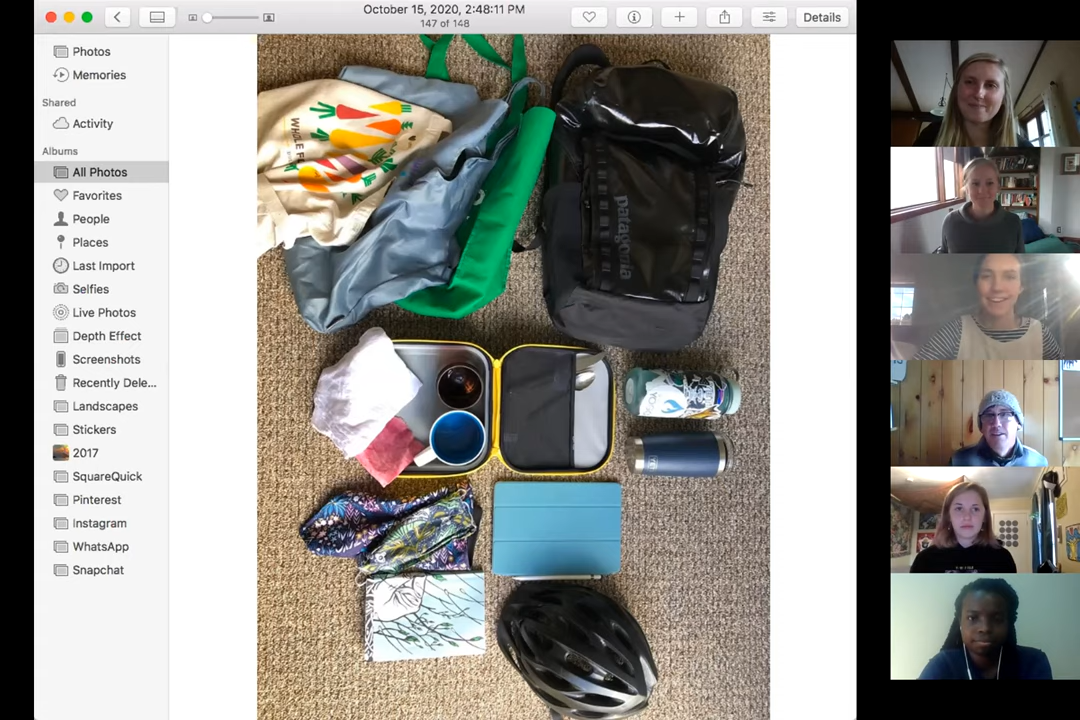 October 15, 2020, 2:48:11 PM
147 of 148
Details
Photos
Memories
Shared
Activity
Albums
All Photos
Favorites
People
Places
Last Import
Selfies
Live Photos
Depth Effect
Screenshots
Recently Dele...
Landscapes
Stickers
2017
SquareQuick
Pinterest
Instagram
WhatsApp
Snapchat
WHOLE
patagonia